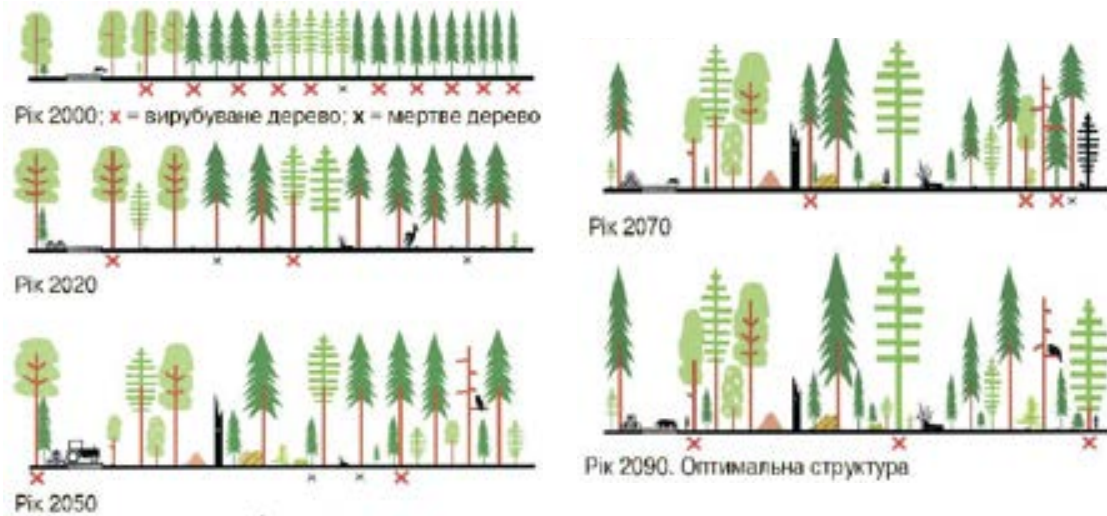 Рік 2000; x = вирубуване дерево; x = мертве дерево
Рік 2020
Рік 2050
Рік 2070
Рік 2090. Оптимальна структура